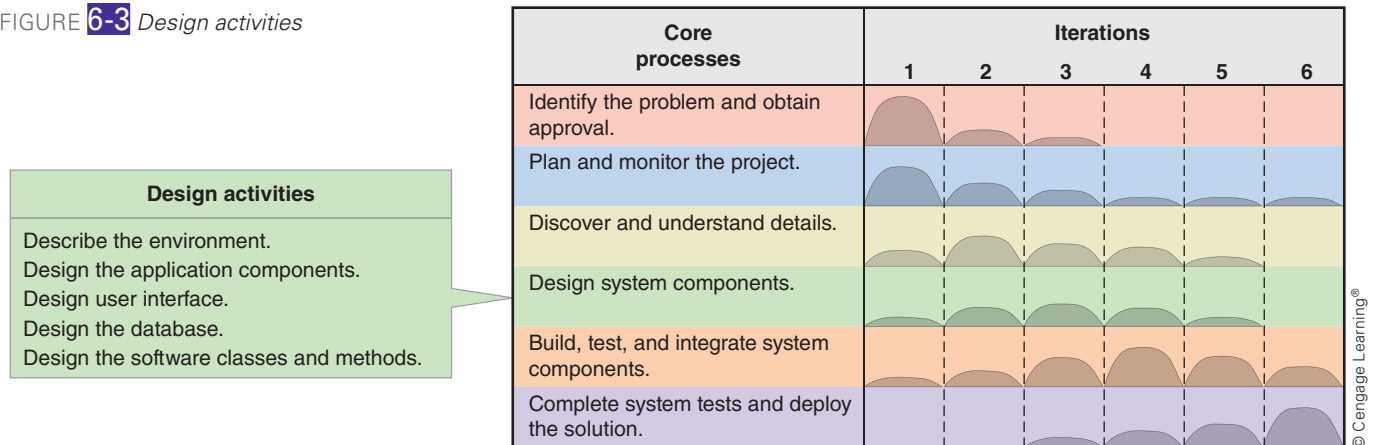 FIGURE 6-3 Design activities
Core
processes
Iterations
1 2 3 4 5 6
Identify the problem and obtain
approval.
Plan and monitor the project.
Discover and understand details.
Design system components.
Build, test, and integrate system
components.
Complete system tests and deploy
the solution.
Design activities
Describe the environment.
Design the application components.
Design user interface.
Design the database.
Design the software classes and methods.
© Cengage Learning®